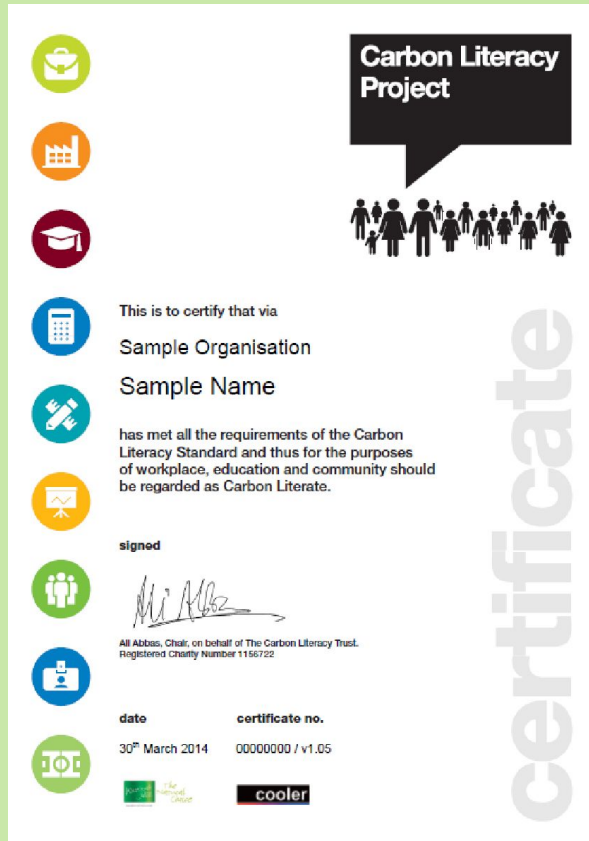 Carbon Literacy
Project
This is to certify that via
Sample Organisation
Sample Name
has met all the requirements of the Carbon
Literacy Standard and thus for the purposes
of workplace, education and community should
be regarded as Carbon Literate.
certificate
signed
Ali Abbas
Ali Abbas, Chair, on behalf of The Carbon Literacy Trust.
Registered Charity Number 1156722
date certificate no.
30th March 2014 00000000 / v1.05
cooler